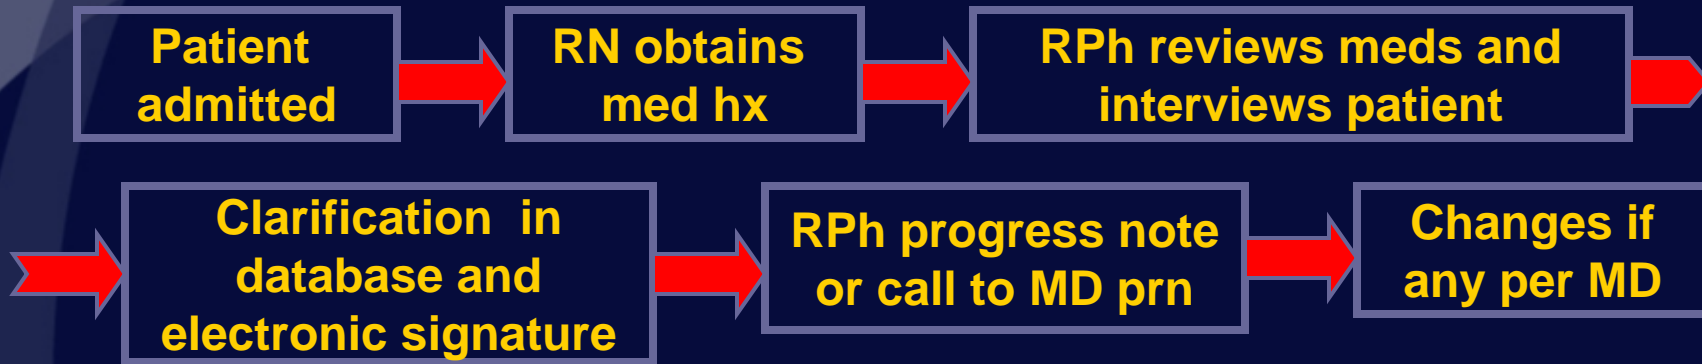 Patient
admitted
RN obtains
med hx
RPh reviews meds and
interviews patient
Clarification in
database and
electronic signature
RPh progress note
or call to MD prn
Changes if
any per MD